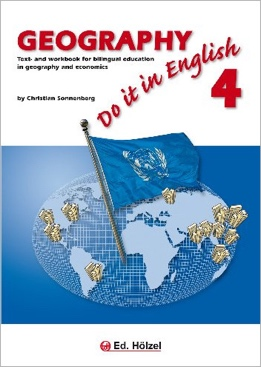 GEOGRAPHY
Do it in English
Text- and workbook for bilingual education
in geography and economics
4
by Christian Sonnenberg
Ed. Hölzel